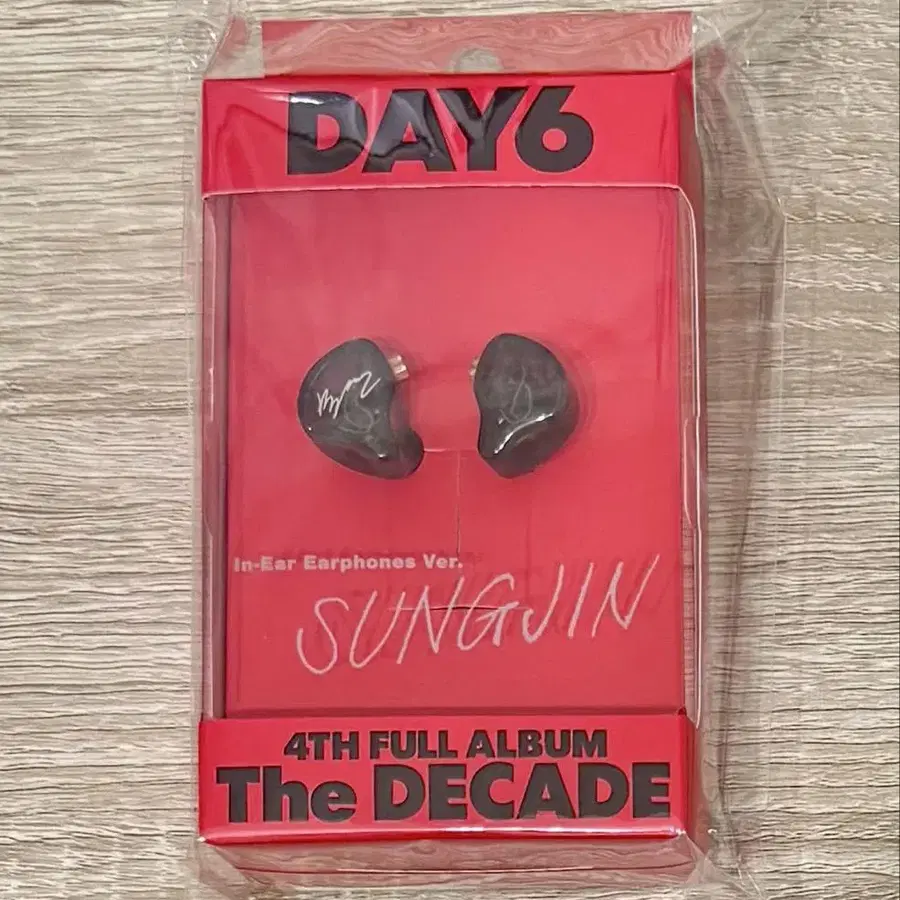 DAY6
In-Ear Earphones Ver.
SUNGJIN
4TH FULL ALBUM
The DECADE